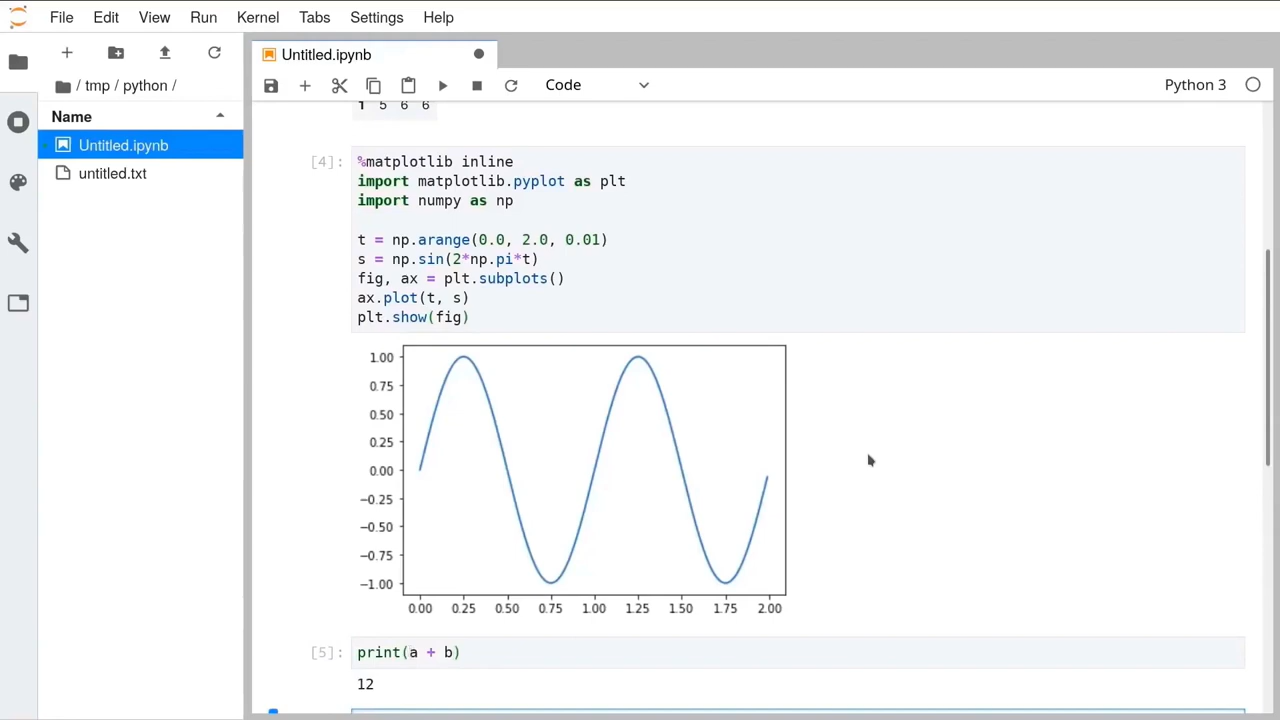 File Edit View Run Kernel Tabs Settings Help
Untitled.ipynb
/ tmp / python /
Code
Python 3
Name
Untitled.ipynb
untitled.txt
1 5 6 6
[4]:
%matplotlib inline
import matplotlib.pyplot as plt
import numpy as np
t = np.arange(0.0, 2.0, 0.01)
s = np.sin(2*np.pi*t)
fig, ax = plt.subplots()
ax.plot(t, s)
plt.show(fig)
1.00
0.75
0.50
0.25
0.00
−0.25
−0.50
−0.75
−1.00
0.00 0.25 0.50 0.75 1.00 1.25 1.50 1.75 2.00
[5]:
print(a + b)
12